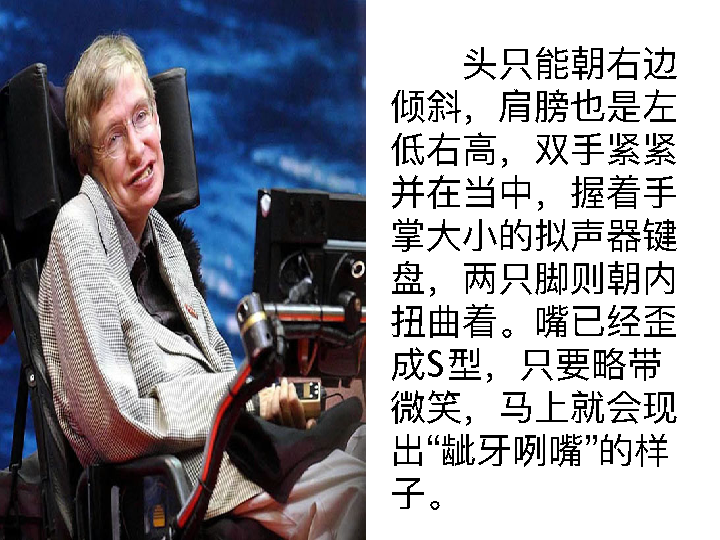 头只能朝右边
倾斜，肩膀也是左
低右高，双手紧紧
并在当中，握着手
掌大小的拟声器键
盘，两只脚则朝内
扭曲着。嘴已经歪
成S型，只要略带
微笑，马上就会现
出“龇牙咧嘴”的样
子。